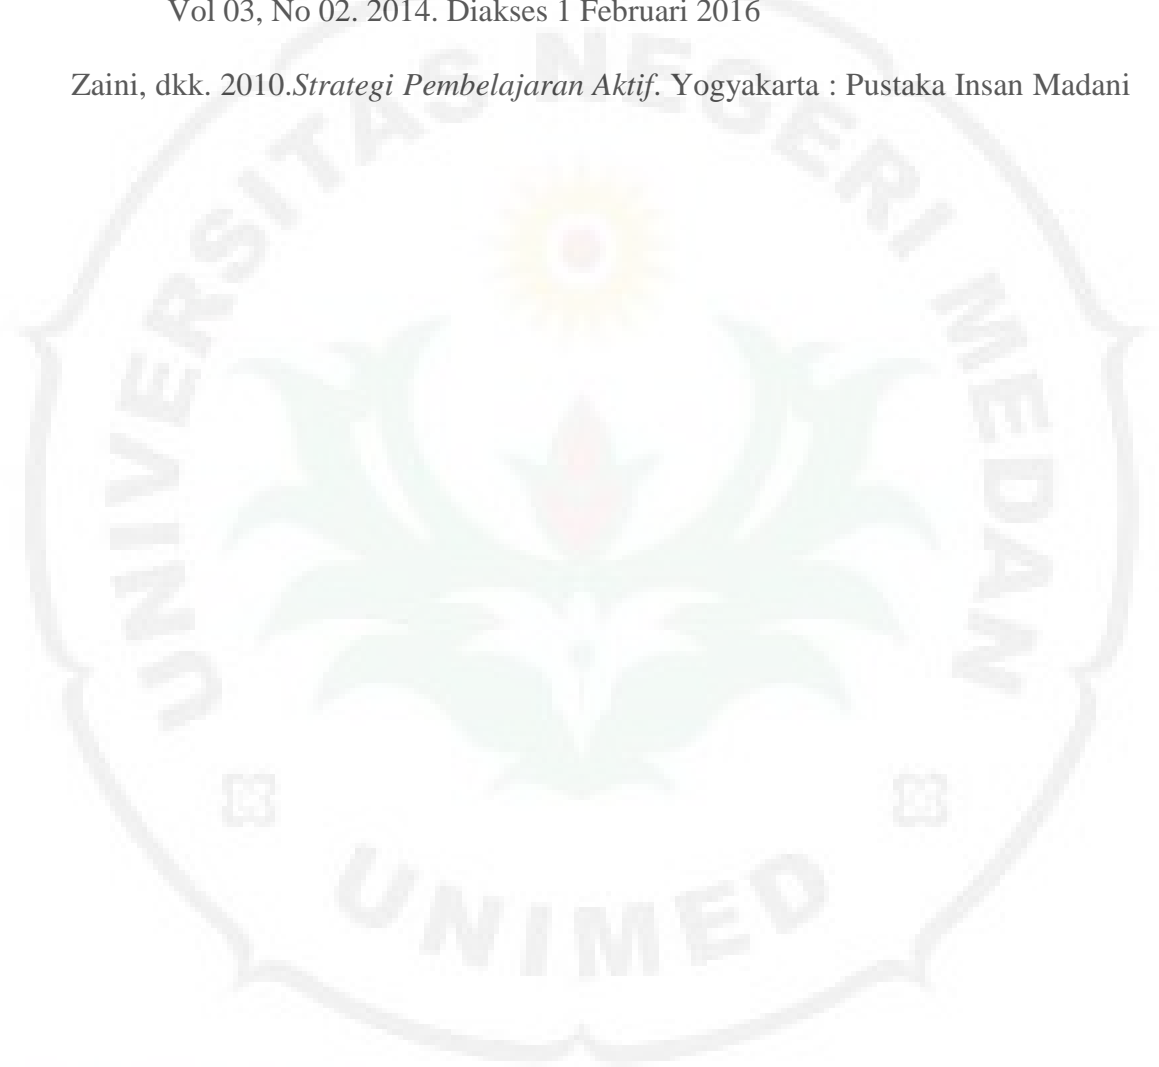 Vol 03, No 02. 2014. Diakses 1 Februari 2016
Zaini, dkk. 2010.Strategi Pembelajaran Aktif. Yogyakarta : Pustaka Insan Madani
UNIVERSITAS NEGERI MEDAN
UNIMED